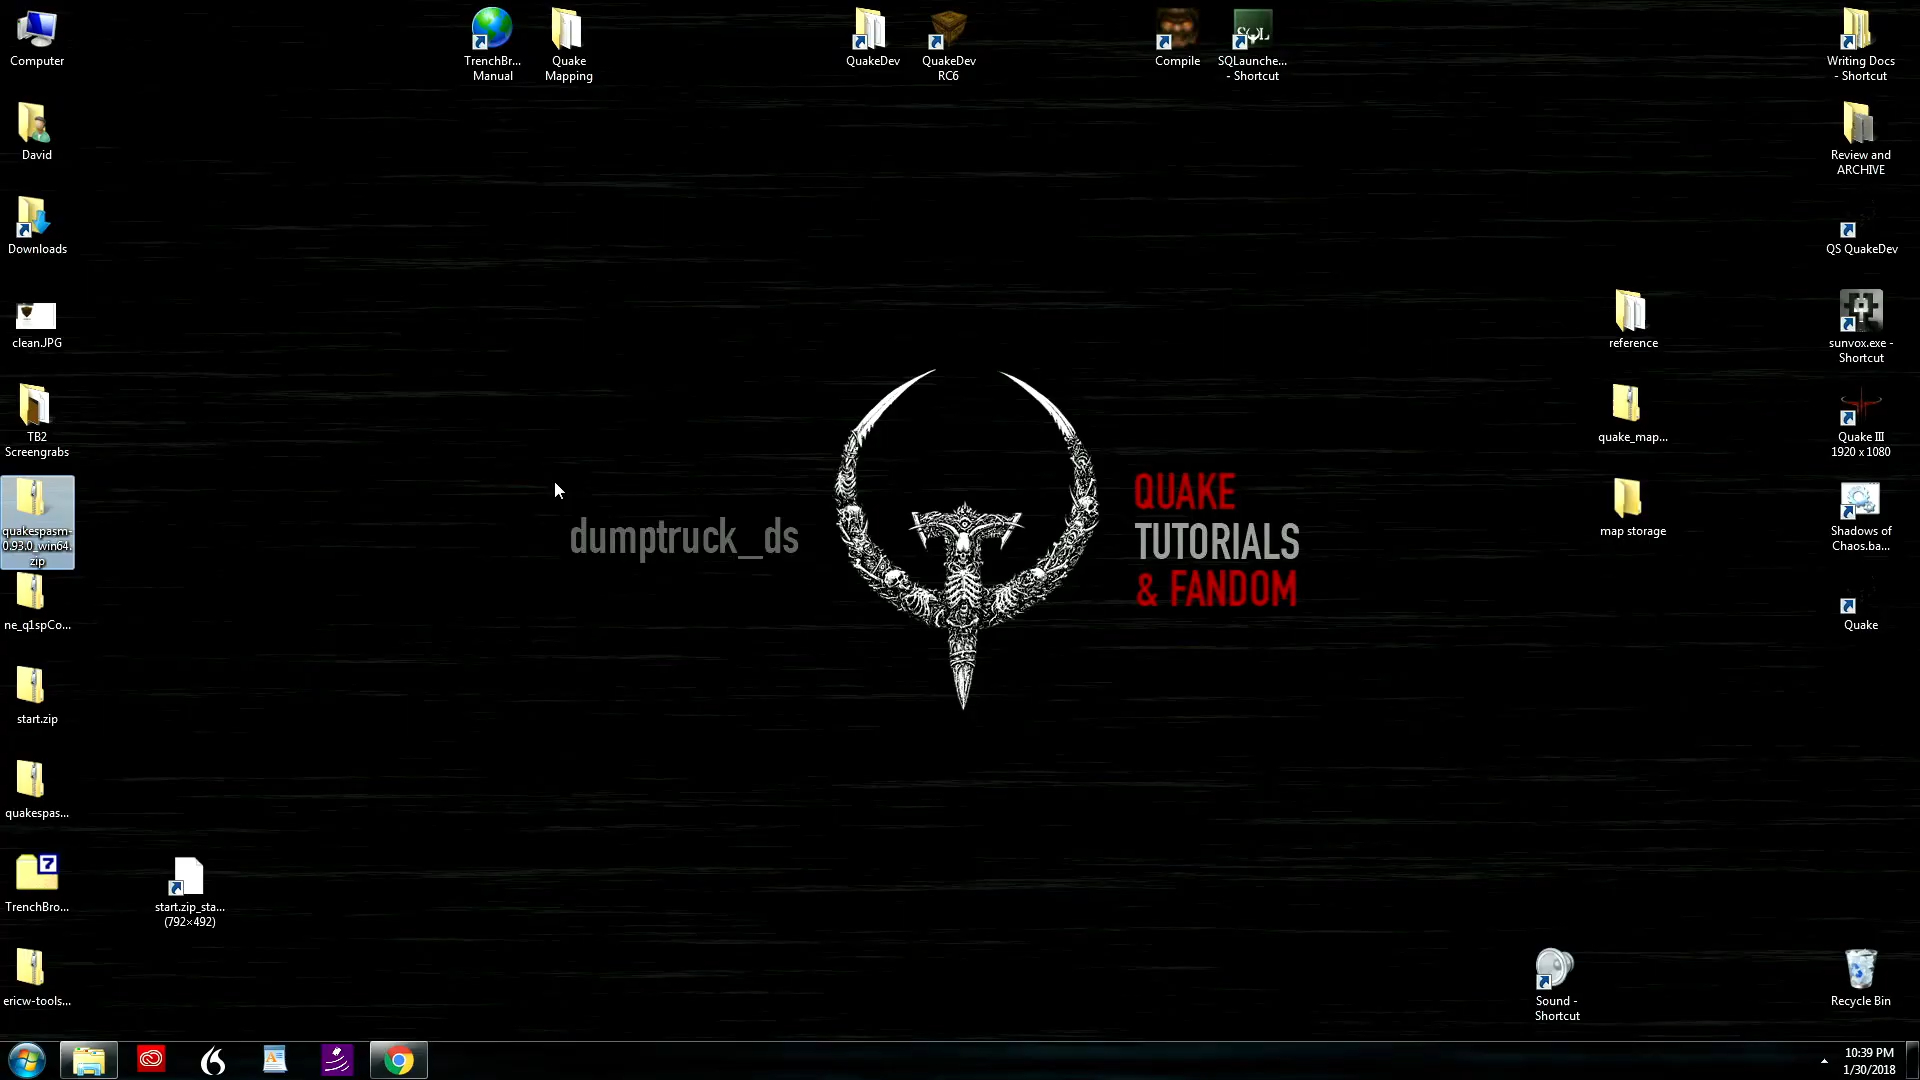 Computer
TrenchBr...
Manual
Quake
Mapping
QuakeDev
QuakeDev
RC6
Compile
SQL
SQLaunche...
- Shortcut
Writing Docs
- Shortcut
David
Review and
ARCHIVE
Downloads
QS QuakeDev
clean.JPG
reference
sunvox.exe -
Shortcut
TB2
Screengrabs
quake_map...
Quake III
1920 x 1080
quakespasm-
0.93.0_win64.
zip
map storage
Shadows of
Chaos.ba...
dumptruck_ds
QUAKE
TUTORIALS
& FANDOM
ne_q1spCo...
Quake
start.zip
quakespas...
7
TrenchBro...
start.zip_sta...
(792×492)
ericw-tools...
Sound -
Shortcut
Recycle Bin
10:39 PM
1/30/2018